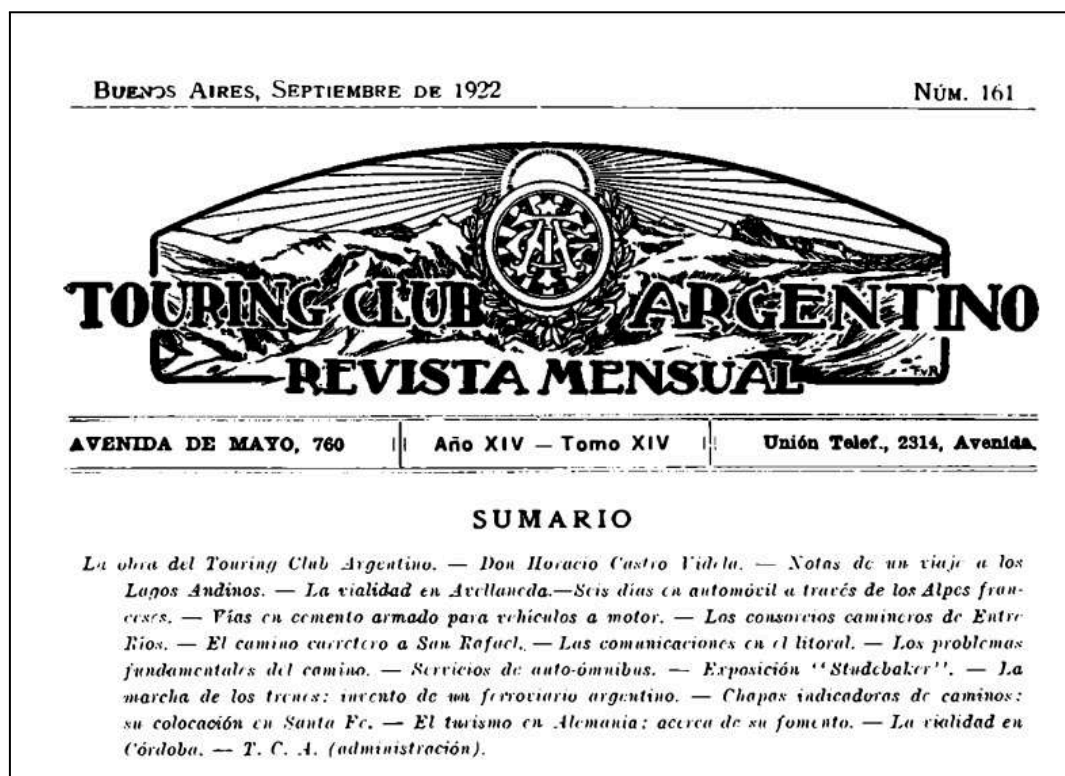 BUENOS AIRES, SEPTIEMBRE DE 1922 NÚM. 161
TCA
TOURING CLUB ARGENTINO
REVISTA MENSUAL
AVENIDA DE MAYO, 760 Año XIV — Tomo XIV Unión Telef., 2314, Avenida.
SUMARIO
La obra del Touring Club Argentino. — Don Horacio Castro Videla. — Notas de un viaje a los
Lagos Andinos. — La vialidad en Avellaneda.—Seis días en automóvil a través de los Alpes fran-
ceses. — Vías en cemento armado para vehículos a motor. — Los consorcios camineros de Entre
Ríos. — El camino carretero a San Rafael. — Las comunicaciones en el litoral. — Los problemas
fundamentales del camino. — Servicios de auto-ómnibus. — Exposición "Studebaker". — La
marcha de los trenes: invento de un ferroviario argentino. — Chapas indicadoras de caminos:
su colocación en Santa Fe. — El turismo en Alemania: acerca de su fomento. — La vialidad en
Córdoba. — T. C. A. (administración).